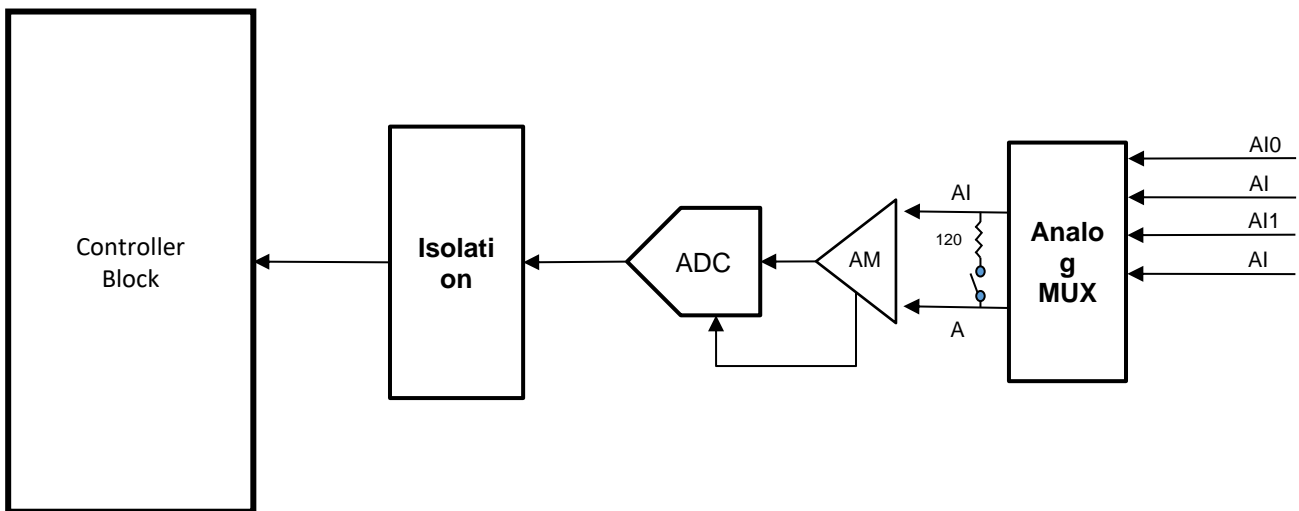 Controller
Block
Isolati
on
ADC
AM
AI
120
A
Analo
g
MUX
AI0
AI
AI1
AI